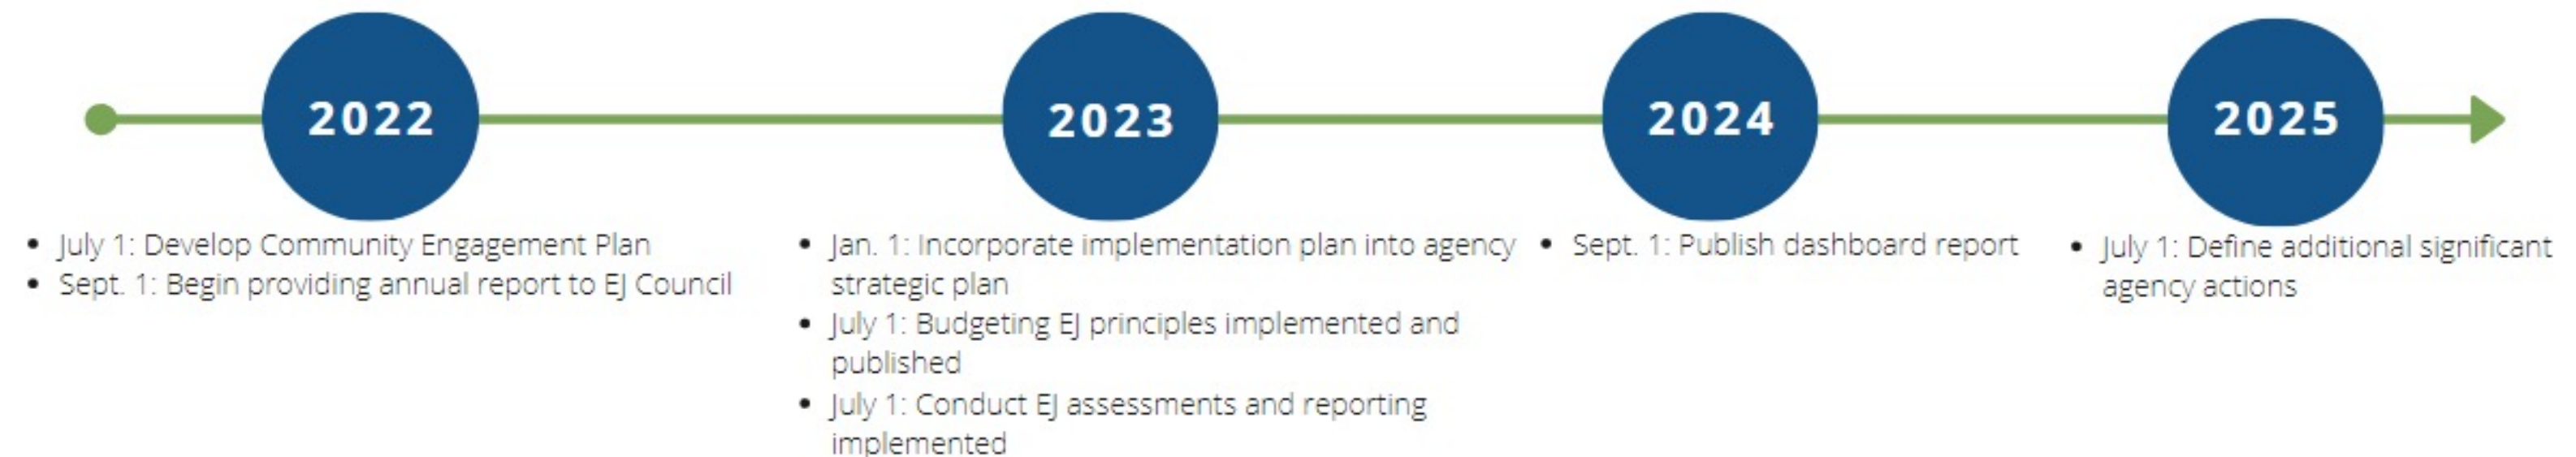 2022
• July 1: Develop Community Engagement Plan
• Sept. 1: Begin providing annual report to EJ Council
2023
• Jan. 1: Incorporate implementation plan into agency
strategic plan
• July 1: Budgeting EJ principles implemented and
published
• July 1: Conduct EJ assessments and reporting
implemented
2024
• Sept. 1: Publish dashboard report
2025
• July 1: Define additional significant
agency actions